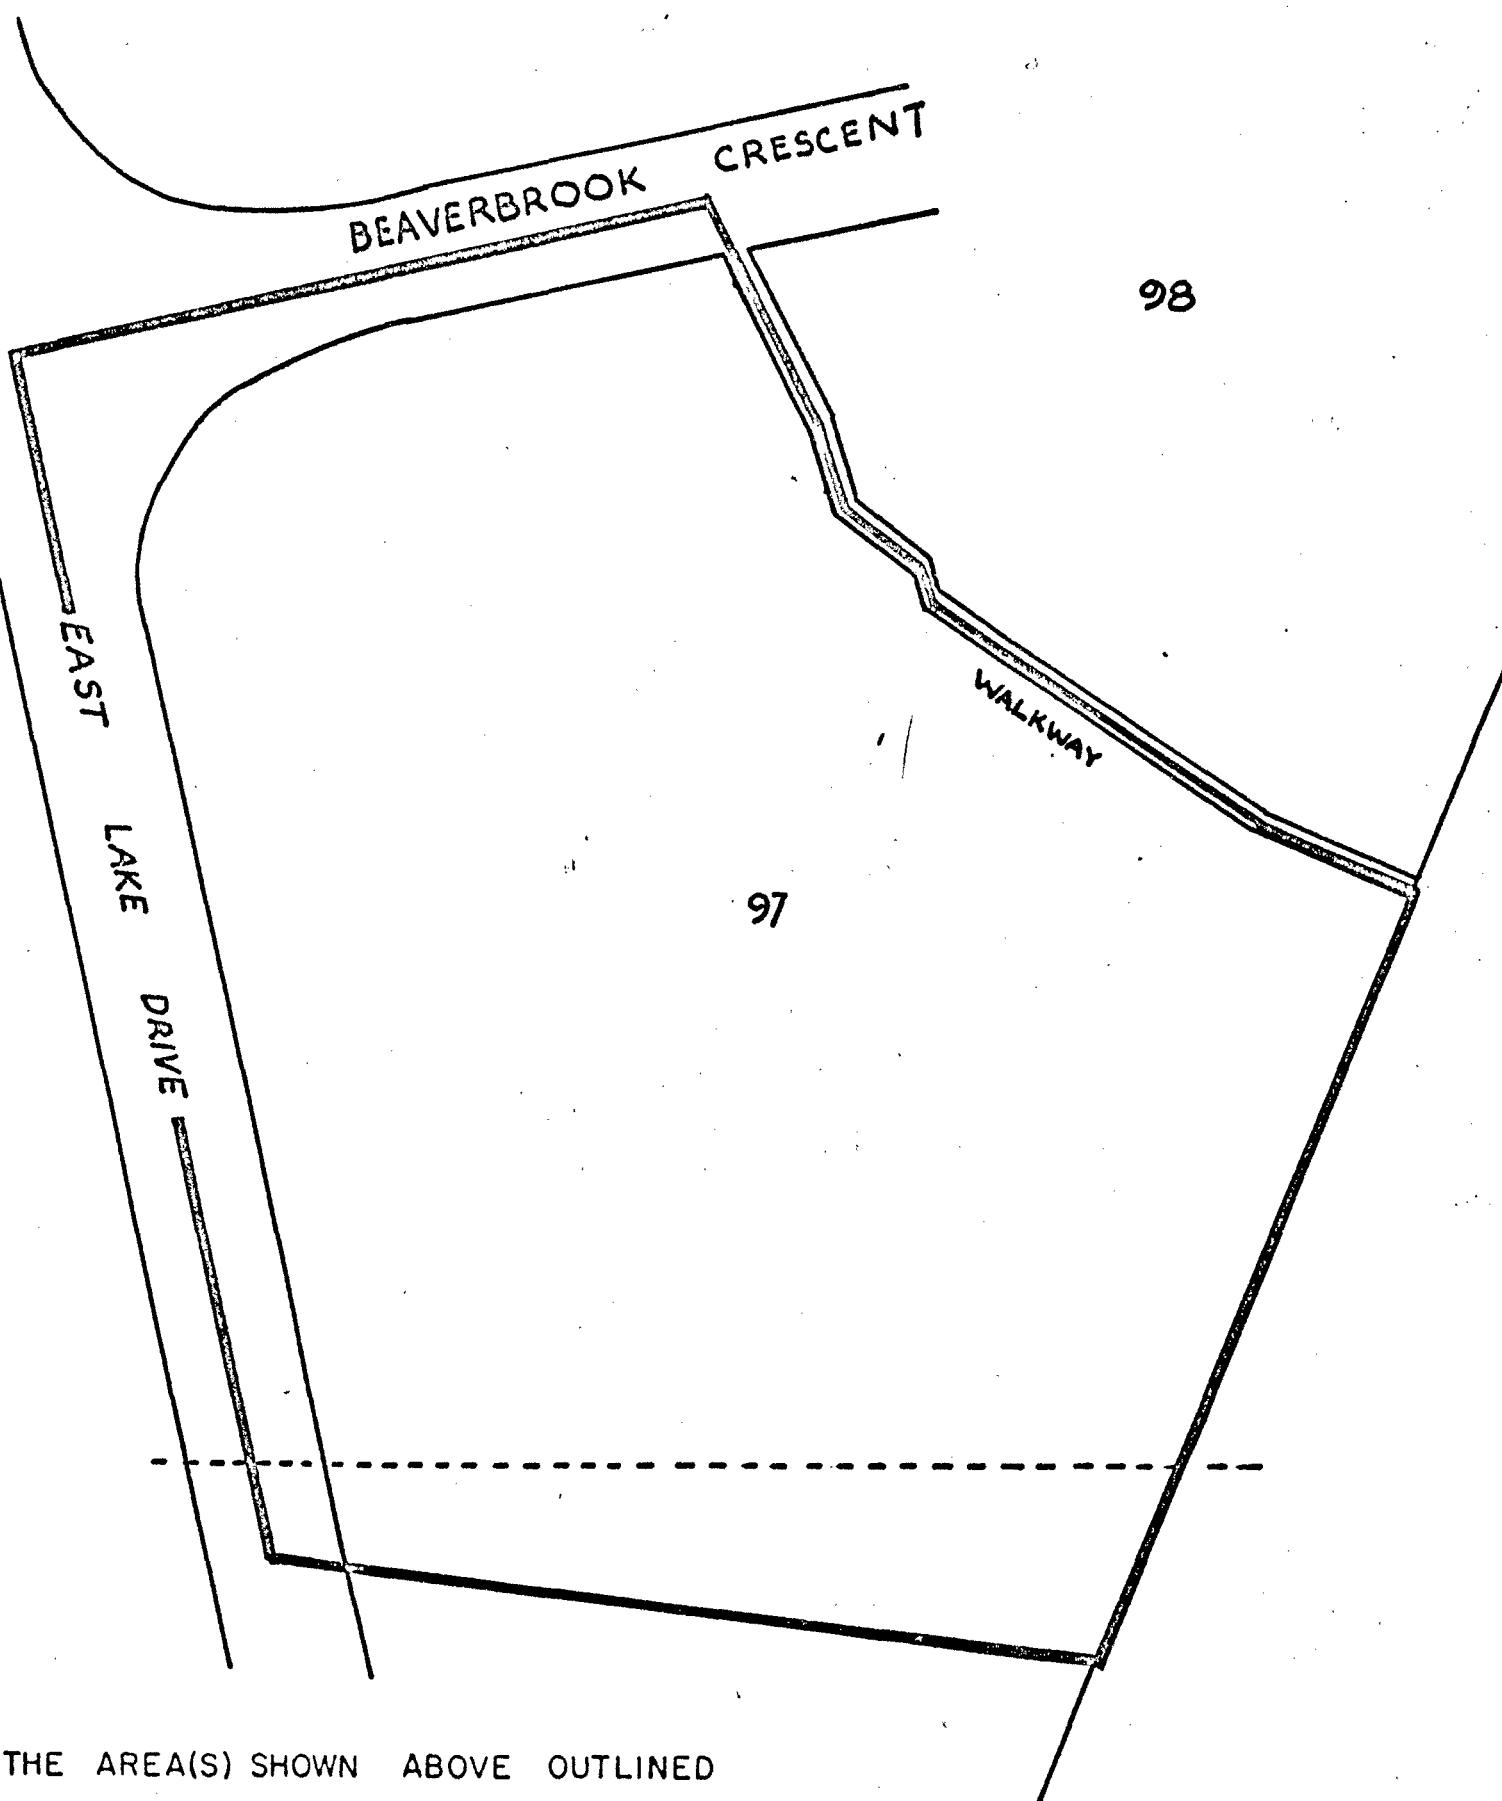 BEAVERBROOK CRESCENT
98
EAST LAKE DRIVE
WALKWAY
97
THE AREA(S) SHOWN ABOVE OUTLINED